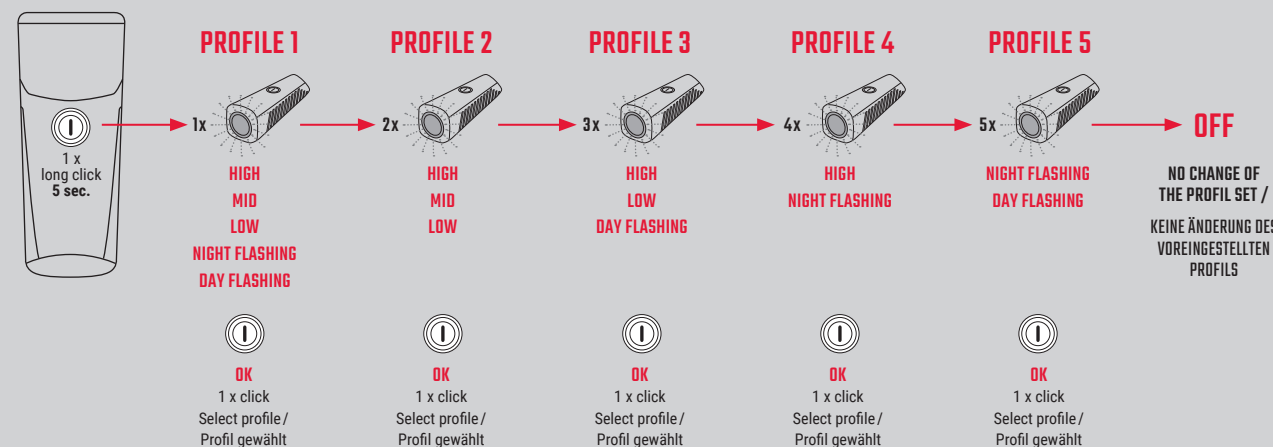 1 x
long click
5 sec.
PROFILE 1
1x
HIGH
MID
LOW
NIGHT FLASHING
DAY FLASHING
OK
1 x click
Select profile /
Profil gewählt
PROFILE 2
2x
HIGH
MID
LOW
OK
1 x click
Select profile /
Profil gewählt
PROFILE 3
3x
HIGH
LOW
DAY FLASHING
OK
1 x click
Select profile /
Profil gewählt
PROFILE 4
4x
HIGH
NIGHT FLASHING
OK
1 x click
Select profile /
Profil gewählt
PROFILE 5
5x
NIGHT FLASHING
DAY FLASHING
OK
1 x click
Select profile /
Profil gewählt
OFF
NO CHANGE OF
THE PROFIL SET /
KEINE ÄNDERUNG DES
VOREINGESTELLTEN
PROFILS